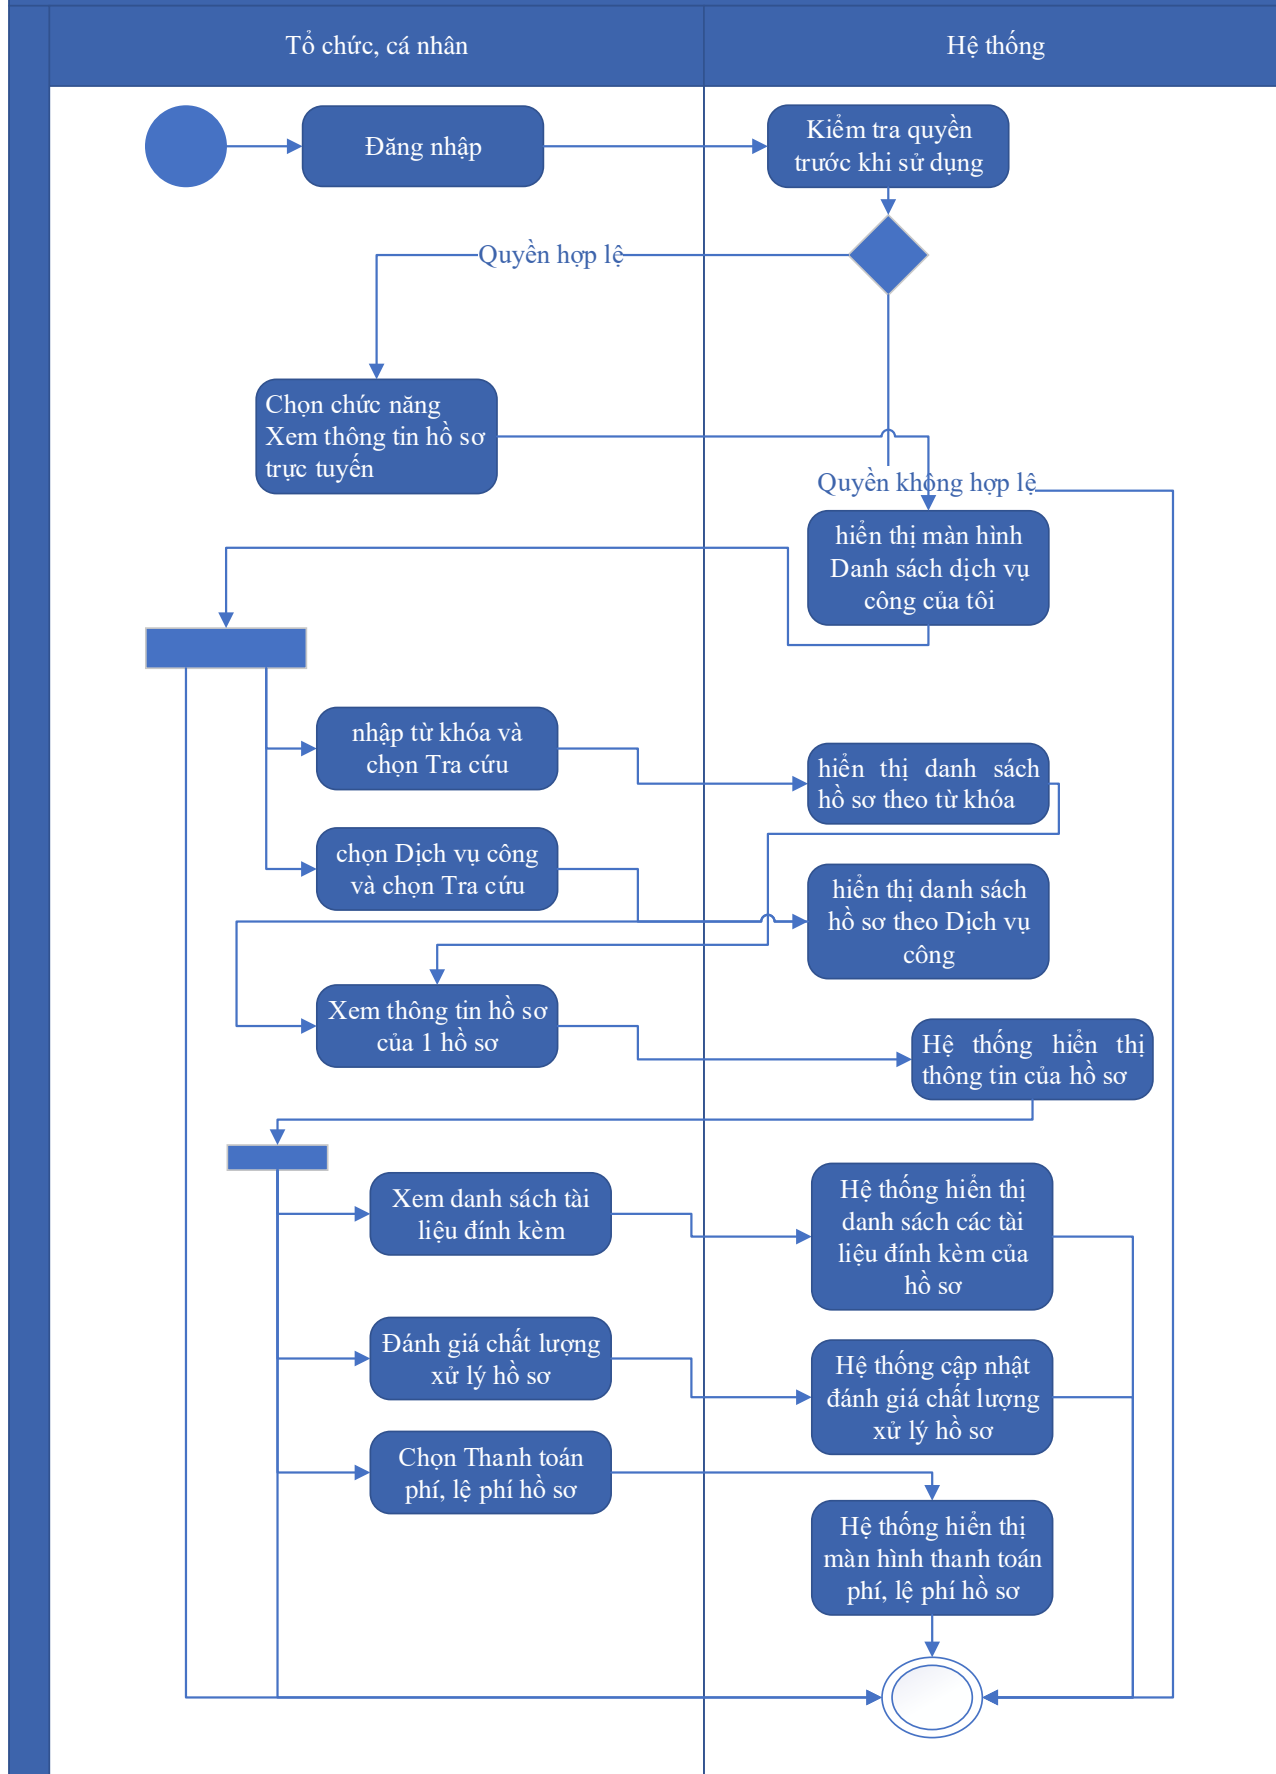 Tổ chức, cá nhân
Hệ thống
Đăng nhập
Kiểm tra quyền
trước khi sử dụng
Quyền hợp lệ
Chọn chức năng
Xem thông tin hồ sơ
trực tuyến
Quyền không hợp lệ
hiển thị màn hình
Danh sách dịch vụ
công của tôi
nhập từ khóa và
chọn Tra cứu
hiển thị danh sách
hồ sơ theo từ khóa
chọn Dịch vụ công
và chọn Tra cứu
hiển thị danh sách
hồ sơ theo Dịch vụ
công
Xem thông tin hồ sơ
của 1 hồ sơ
Hệ thống hiển thị
thông tin của hồ sơ
Xem danh sách tài
liệu đính kèm
Hệ thống hiển thị
danh sách các tài
liệu đính kèm của
hồ sơ
Đánh giá chất lượng
xử lý hồ sơ
Hệ thống cập nhật
đánh giá chất lượng
xử lý hồ sơ
Chọn Thanh toán
phí, lệ phí hồ sơ
Hệ thống hiển thị
màn hình thanh toán
phí, lệ phí hồ sơ